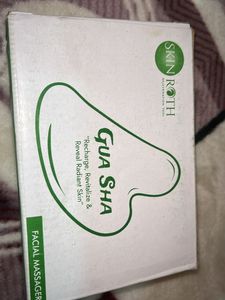 SKIN ROTH
GUA SHA
"Recharge, Revitalize &
Reveal Radiant Skin"
FACIAL MASSAGER